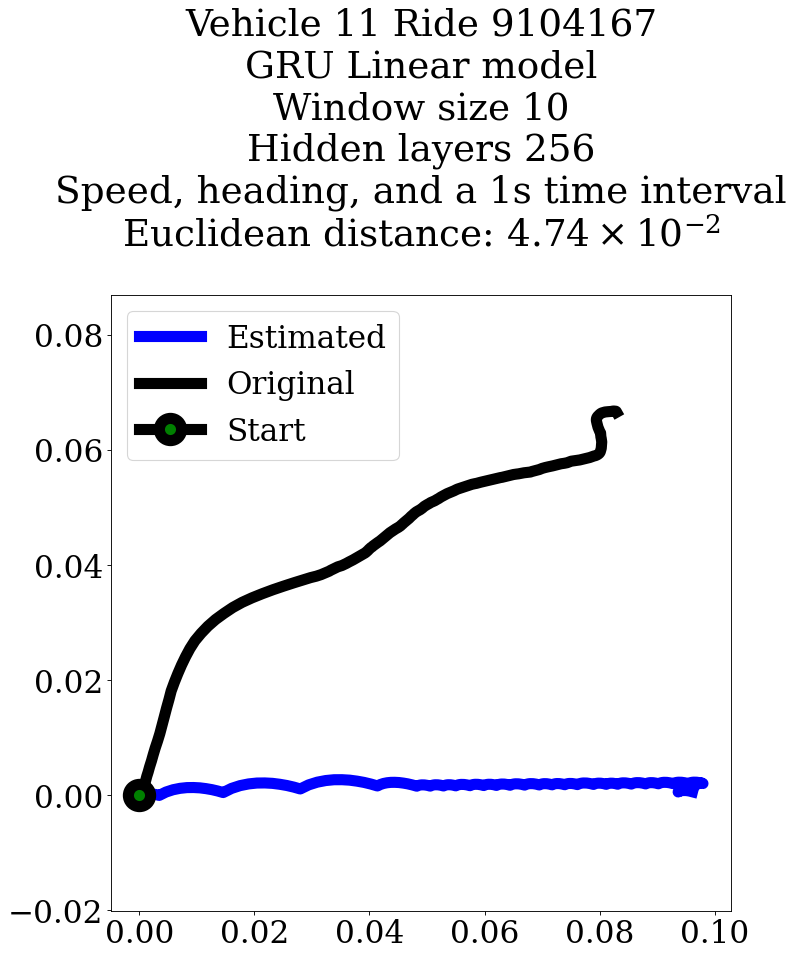 Vehicle 11 Ride 9104167
GRU Linear model
Window size 10
Hidden layers 256
Speed, heading, and a 1s time interval
Euclidean distance: 4.74 × 10⁻²
Estimated
Original
Start
0.08
0.06
0.04
0.02
0.00
−0.02
0.00 0.02 0.04 0.06 0.08 0.10